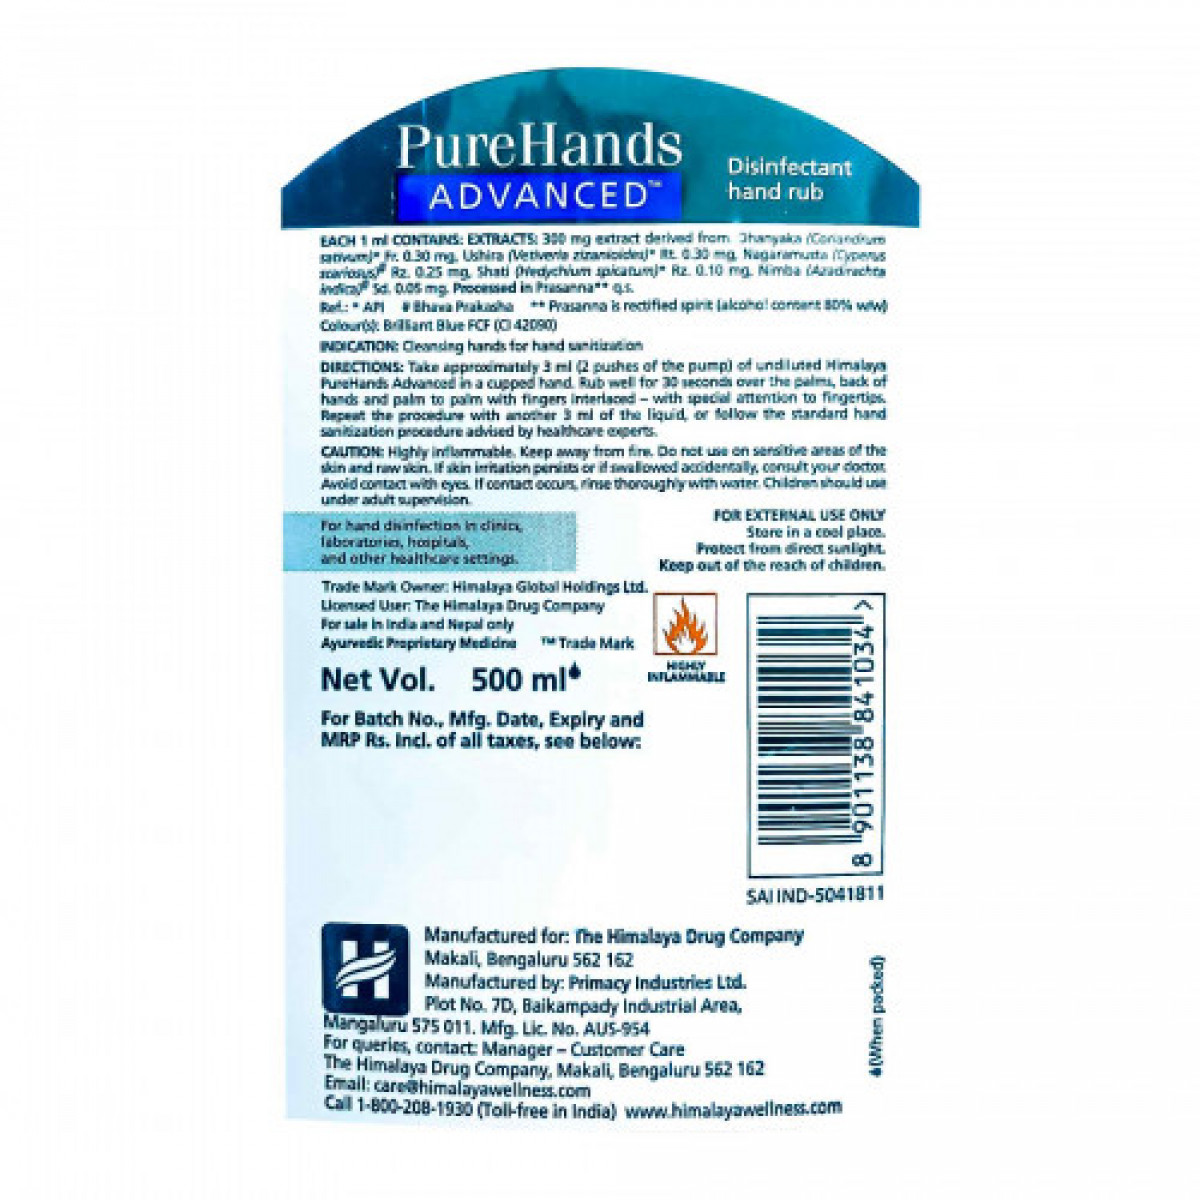 PureHands
ADVANCED™
Disinfectant
hand rub
EACH 1 ml CONTAINS: EXTRACTS: 300 mg extract derived from: Dhanyaka (Coriandrum
sativum)* Fr. 0.30 mg, Ushira (Vetiveria zizanioides)* Rt. 0.30 mg, Nagaramusta (Cyperus
scariosus)# Rz. 0.25 mg, Shati (Hedychium spicatum)* Rz. 0.10 mg, Nimba (Azadirachta
indica)# Sd. 0.05 mg. Processed in Prasanna** q.s.
Ref.: * API # Bhava Prakasha ** Prasanna is rectified spirit (alcohol content 80% w/w)
Colour(s): Brilliant Blue FCF (CI 42090)
INDICATION: Cleansing hands for hand sanitization
DIRECTIONS: Take approximately 3 ml (2 pushes of the pump) of undiluted Himalaya
PureHands Advanced in a cupped hand. Rub well for 30 seconds over the palms, back of
hands and palm to palm with fingers interlaced – with special attention to fingertips.
Repeat the procedure with another 3 ml of the liquid, or follow the standard hand
sanitization procedure advised by healthcare experts.
CAUTION: Highly inflammable. Keep away from fire. Do not use on sensitive areas of the
skin and raw skin. If skin irritation persists or if swallowed accidentally, consult your doctor.
Avoid contact with eyes. If contact occurs, rinse thoroughly with water. Children should use
under adult supervision.
For hand disinfection in clinics,
laboratories, hospitals,
and other healthcare settings.
FOR EXTERNAL USE ONLY
Store in a cool place.
Protect from direct sunlight.
Keep out of the reach of children.
Trade Mark Owner: Himalaya Global Holdings Ltd.
Licensed User: The Himalaya Drug Company
For sale in India and Nepal only
Ayurvedic Proprietary Medicine ™ Trade Mark
HIGHLY
INFLAMMABLE
Net Vol. 500 ml
For Batch No., Mfg. Date, Expiry and
MRP Rs. Incl. of all taxes, see below:
8 901138 841034 >
SAI IND-5041811
Manufactured for: The Himalaya Drug Company
Makali, Bengaluru 562 162
Manufactured by: Primacy Industries Ltd.
Plot No. 7D, Baikampady Industrial Area,
Mangaluru 575 011. Mfg. Lic. No. AUS-954
For queries, contact: Manager – Customer Care
The Himalaya Drug Company, Makali, Bengaluru 562 162
Email: care@himalayawellness.com
Call 1-800-208-1930 (Toll-free in India) www.himalayawellness.com
(When packed)